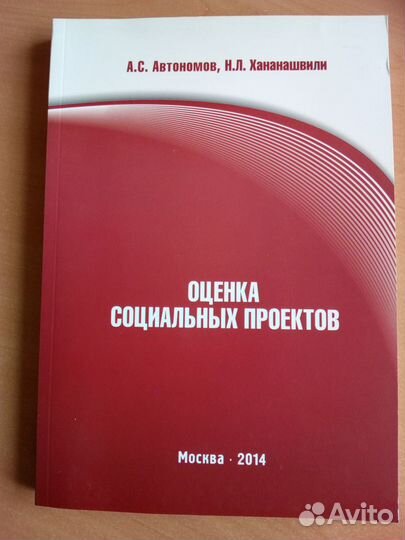 А.С. Автономов, Н.Л. Хананашвили
ОЦЕНКА
СОЦИАЛЬНЫХ ПРОЕКТОВ
Москва · 2014
Avito